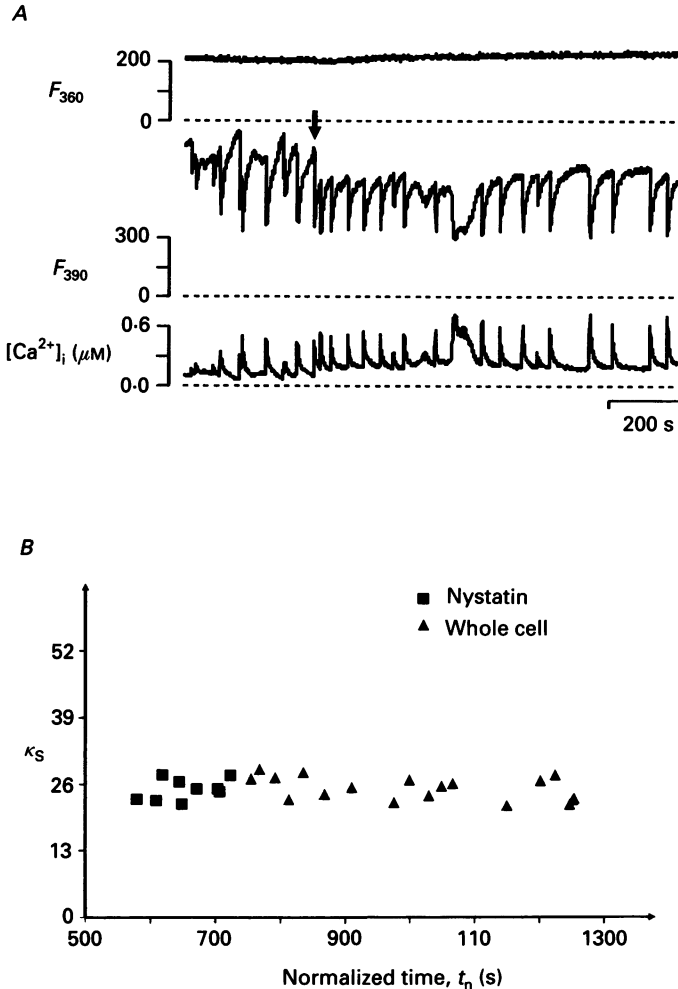 A
200
F360
0
300
F390
0
0·6
[Ca2+]i (μM)
0·0
200 s
B
Nystatin
Whole cell
52
39
κS
26
13
0
500 700 900 110 1300
Normalized time, tn (s)